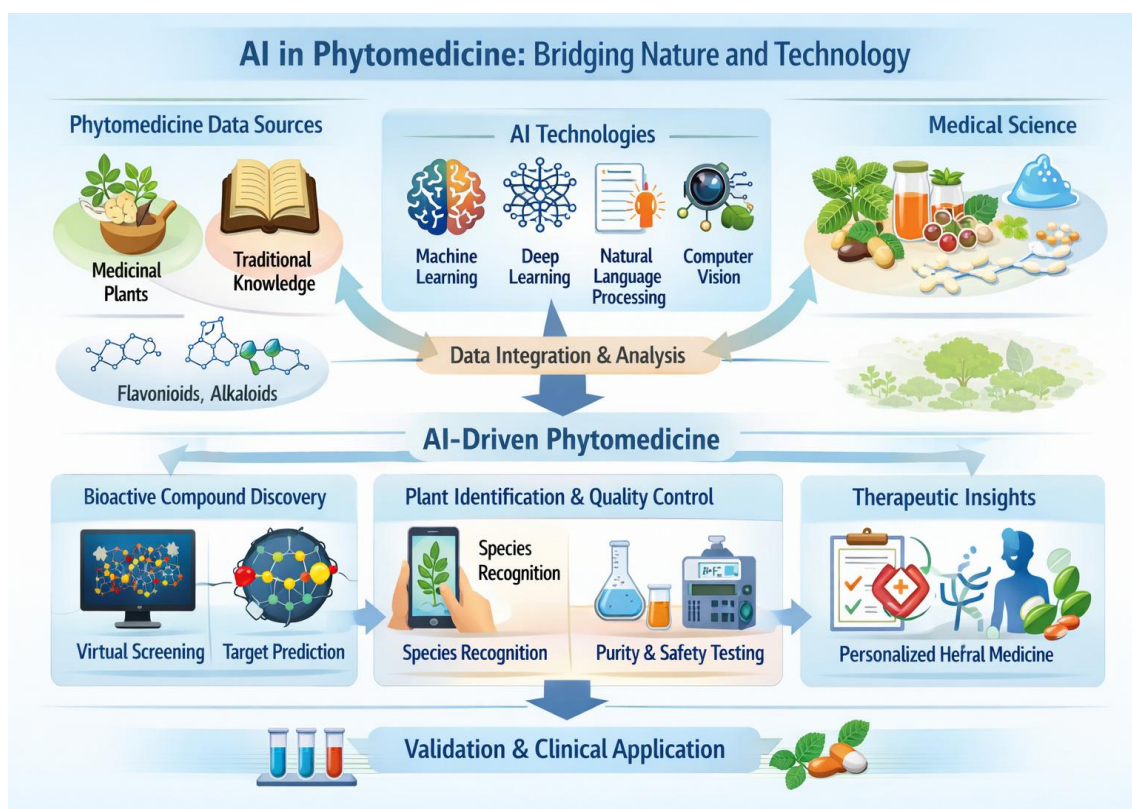 AI in Phytomedicine: Bridging Nature and Technology
Phytomedicine Data Sources
Medicinal
Plants
Traditional
Knowledge
Flavonioids, Alkaloids
AI Technologies
Machine
Learning
Deep
Learning
Natural
Language
Processing
Computer
Vision
Medical Science
Data Integration & Analysis
AI-Driven Phytomedicine
Bioactive Compound Discovery
Virtual Screening
Target Prediction
Plant Identification & Quality Control
Species
Recognition
Species Recognition
Purity & Safety Testing
Therapeutic Insights
Personalized Hefral Medicine
Validation & Clinical Application